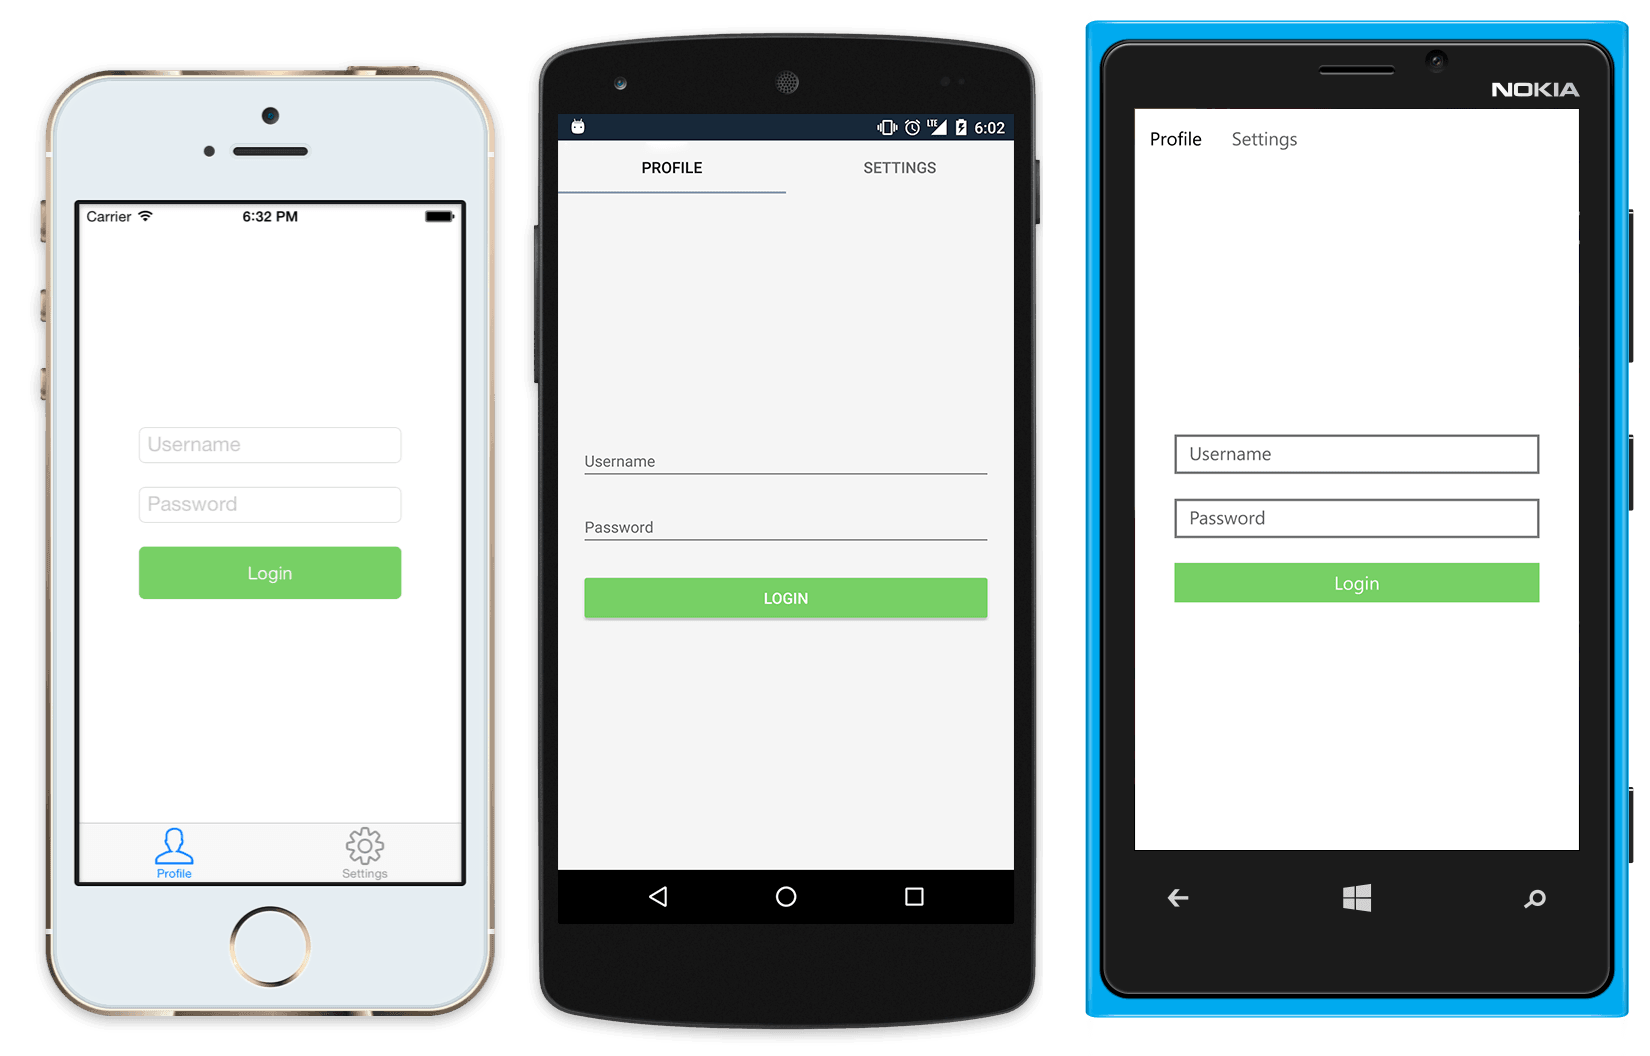 Carrier 6:32 PM
Username
Password
Login
Profile Settings
LTE 6:02
PROFILE SETTINGS
Username
Password
LOGIN
NOKIA
Profile Settings
Username
Password
Login